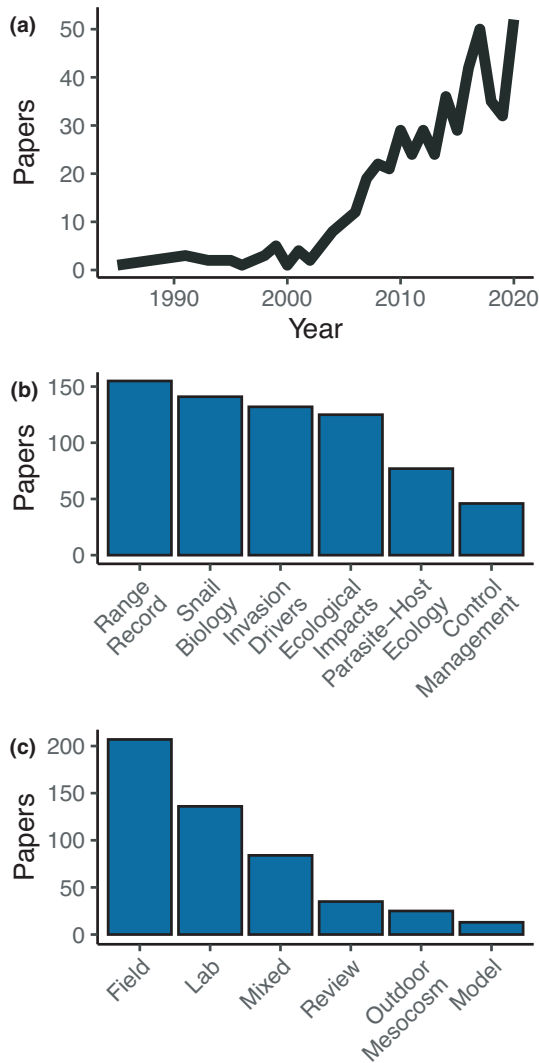 (a)
50
40
30
20
10
0
Papers
1990 2000 2010 2020
Year
(b)
150
100
50
0
Papers
Range
Record
Snail
Biology
Invasion
Drivers
Ecological
Impacts
Parasite–Host
Ecology
Control
Management
(c)
200
150
100
50
0
Papers
Field
Lab
Mixed
Review
Outdoor
Mesocosm
Model